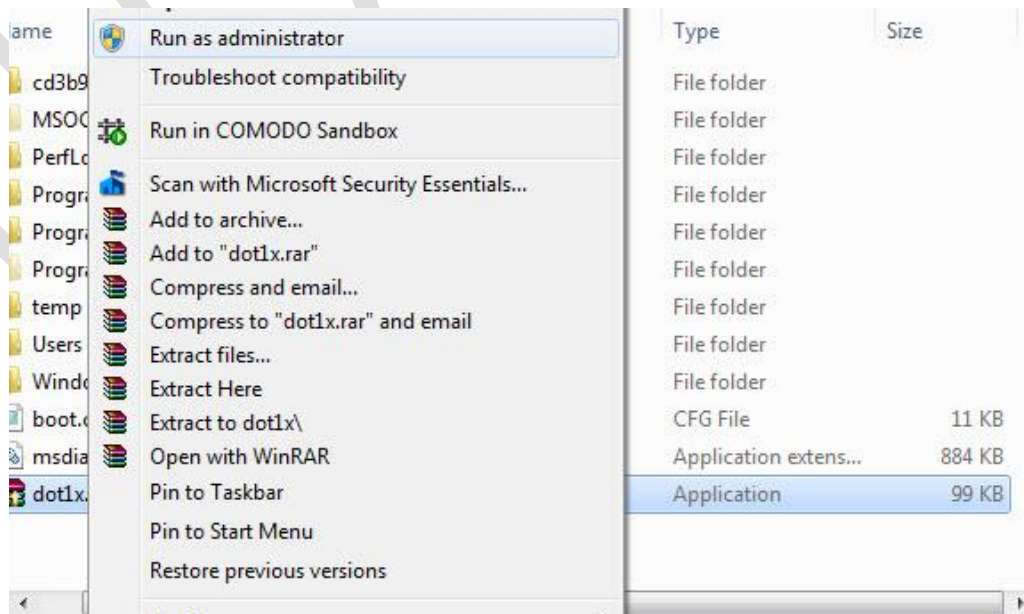 ame Type Size
Run as administrator
Troubleshoot compatibility
Run in COMODO Sandbox
Scan with Microsoft Security Essentials...
Add to archive...
Add to "dot1x.rar"
Compress and email...
Compress to "dot1x.rar" and email
Extract files...
Extract Here
Extract to dot1x\
Open with WinRAR
Pin to Taskbar
Pin to Start Menu
Restore previous versions
cd3b9 File folder
MSOC File folder
PerfLo File folder
Progra File folder
Progra File folder
Progra File folder
temp File folder
Users File folder
Windo File folder
boot. CFG File 11 KB
msdia Application extens... 884 KB
dot1x. Application 99 KB